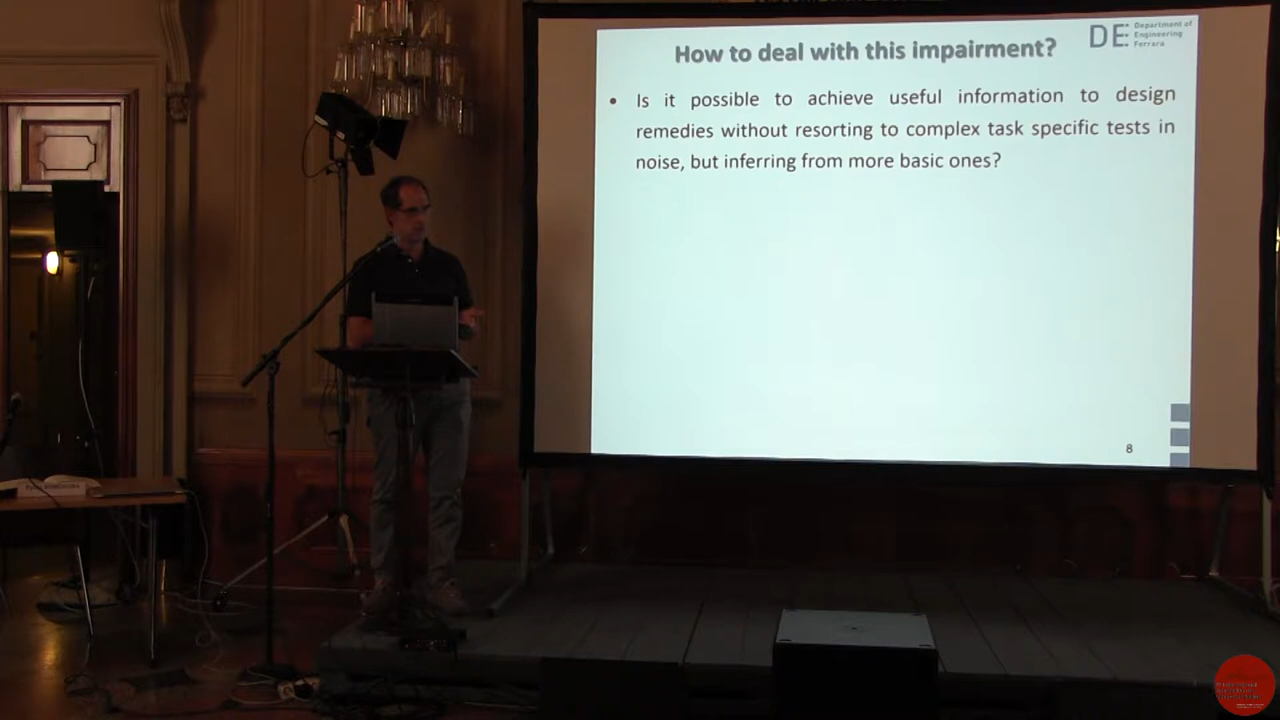 How to deal with this impairment?
DE Department of
Engineering
Ferrara
• Is it possible to achieve useful information to design
remedies without resorting to complex task specific tests in
noise, but inferring from more basic ones?
8